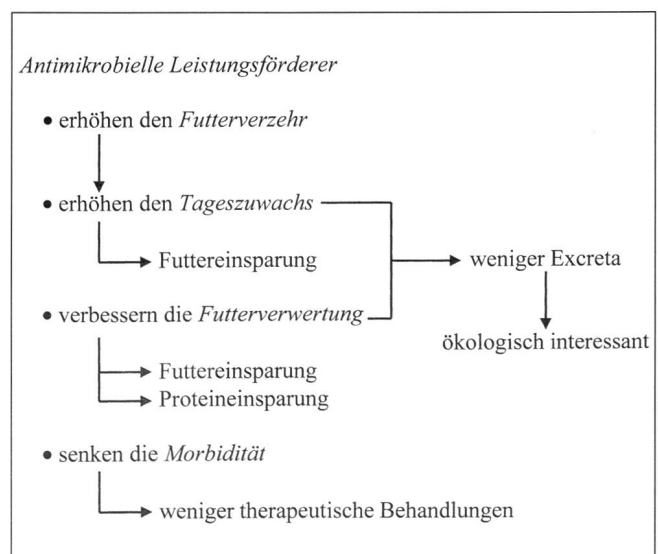 Antimikrobielle Leistungsförderer
• erhöhen den Futterverzehr
• erhöhen den Tageszuwachs
Futtereinsparung
weniger Excreta
• verbessern die Futterverwertung
ökologisch interessant
Futtereinsparung
Proteineinsparung
• senken die Morbidität
weniger therapeutische Behandlungen